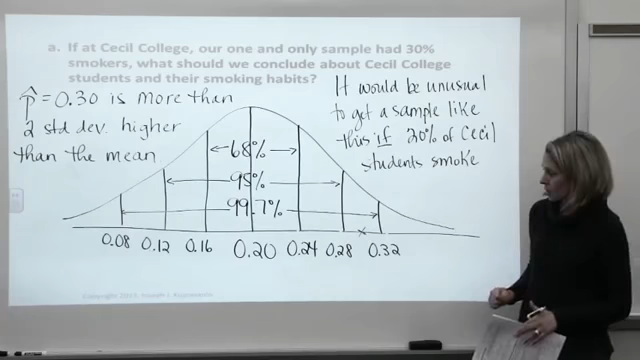 a. If at Cecil College, our one and only sample had 30%
smokers, what should we conclude about Cecil College
students and their smoking habits?
p̂ = 0.30 is more than
2 std dev. higher
than the mean
It would be unusual
to get a sample like
this if 20% of Cecil
students smoke
68%
95%
99.7%
0.08 0.12 0.16 0.20 0.24 0.28 0.32